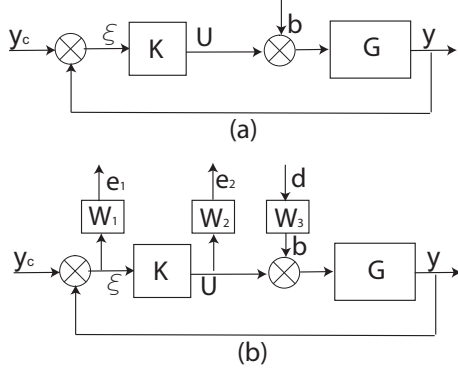 y_c ξ K U b G y
(a)
e₁ e₂ d
W₁ W₂ W₃
y_c ξ K U b G y
(b)